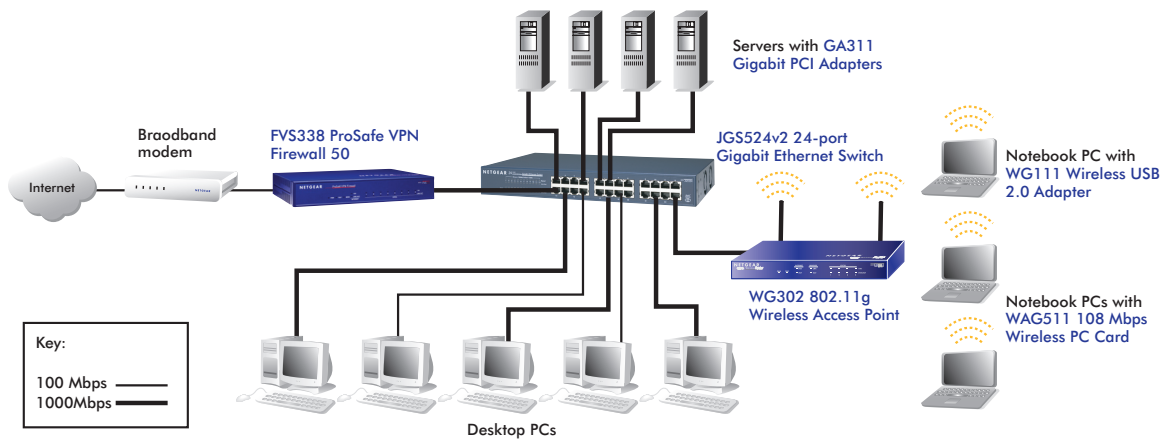 Servers with GA311
Gigabit PCI Adapters
Braodband
modem
FVS338 ProSafe VPN
Firewall 50
JGS524v2 24-port
Gigabit Ethernet Switch
Notebook PC with
WG111 Wireless USB
2.0 Adapter
Internet
NETGEAR
NETGEAR
NETGEAR
NETGEAR
NETGEAR
WG302 802.11g
Wireless Access Point
Notebook PCs with
WAG511 108 Mbps
Wireless PC Card
Key:
100 Mbps
1000Mbps
Desktop PCs